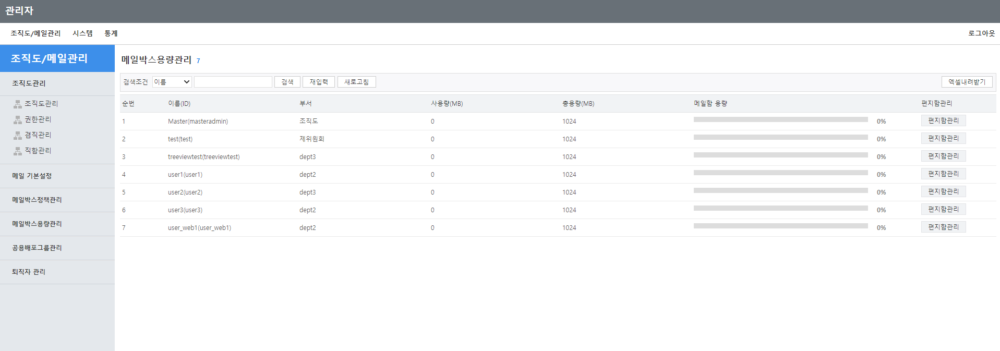 관리자
조직도/메일관리 시스템 통계 로그아웃
조직도/메일관리
조직도관리
조직도관리
권한관리
겸직관리
직함관리
메일 기본설정
메일박스정책관리
메일박스용량관리
공용배포그룹관리
퇴직자 관리
메일박스용량관리 7
검색조건 이름 검색 재입력 새로고침 엑셀내려받기
순번 이름(ID) 부서 사용량(MB) 총용량(MB) 메일함 용량 편지함관리
1 Master(masteradmin) 조직도 0 1024 0% 편지함관리
2 test(test) 제위원회 0 1024 0% 편지함관리
3 treeviewtest(treeviewtest) dept3 0 1024 0% 편지함관리
4 user1(user1) dept2 0 1024 0% 편지함관리
5 user2(user2) dept3 0 1024 0% 편지함관리
6 user3(user3) dept2 0 1024 0% 편지함관리
7 user_web1(user_web1) dept2 0 1024 0% 편지함관리